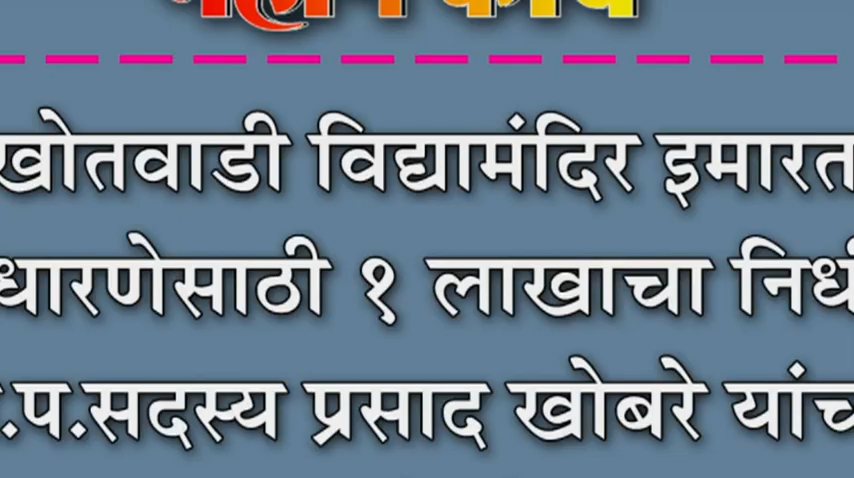 खोतवाडी विद्यामंदिर इमारत
धारणेसाठी १ लाखाचा निधी
.प.सदस्य प्रसाद खोबरे यांच